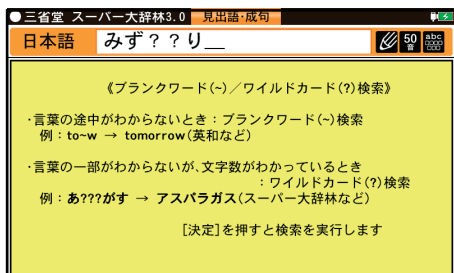 ●三省堂 スーパー大辞林3.0 見出語・成句
日本語 みず??り__ 50音 abc
《ブランクワード(~)／ワイルドカード(?)検索》
・言葉の途中がわからないとき：ブランクワード(~)検索
例：to~w → tomorrow(英和など)
・言葉の一部がわからないが、文字数がわかっているとき
：ワイルドカード(?)検索
例：あ???がす → アスパラガス(スーパー大辞林など)
[決定]を押すと検索を実行します